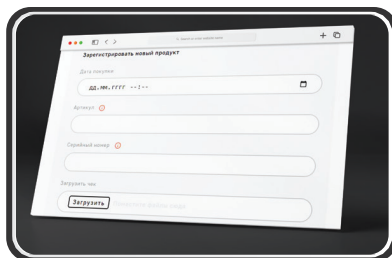 Зарегистрировать новый продукт
Дата покупки
дд.мм.гггг --:--
Артикул
Серийный номер
Загрузить чек
Загрузить